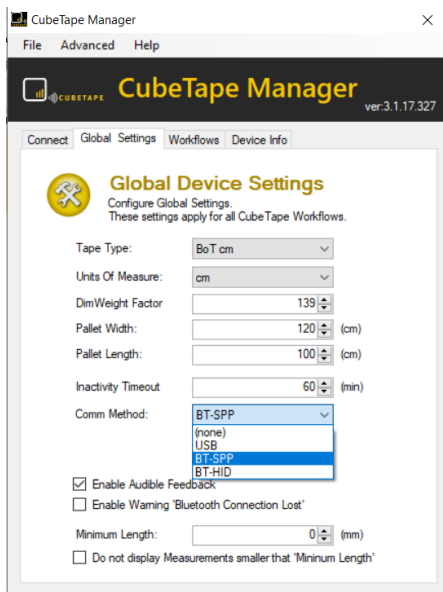 CubeTape Manager
File Advanced Help
CUBETAPE CubeTape Manager
ver:3.1.17.327
Connect Global Settings Workflows Device Info
Global Device Settings
Configure Global Settings.
These settings apply for all CubeTape Workflows.
Tape Type: BoT cm
Units Of Measure: cm
DimWeight Factor 139
Pallet Width: 120 (cm)
Pallet Length: 100 (cm)
Inactivity Timeout 60 (min)
Comm Method: BT-SPP
(none)
USB
BT-SPP
BT-HID
Enable Audible Feedback
Enable Warning 'Bluetooth Connection Lost'
Minimum Length: 0 (mm)
Do not display Measurements smaller that 'Mininum Length'